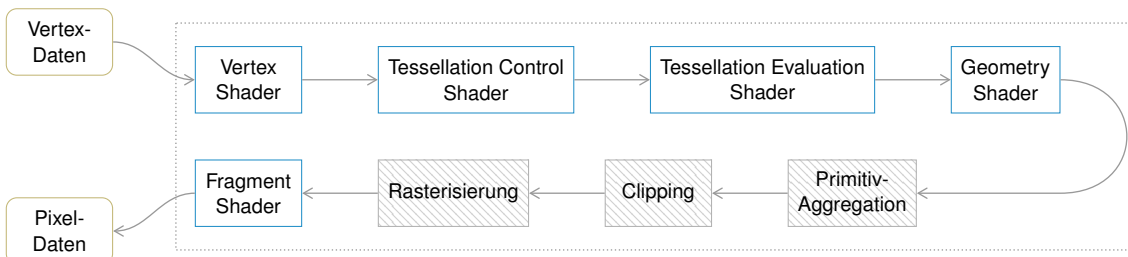 Vertex-
Daten
Vertex
Shader
Tessellation Control
Shader
Tessellation Evaluation
Shader
Geometry
Shader
Primitiv-
Aggregation
Clipping
Rasterisierung
Fragment
Shader
Pixel-
Daten